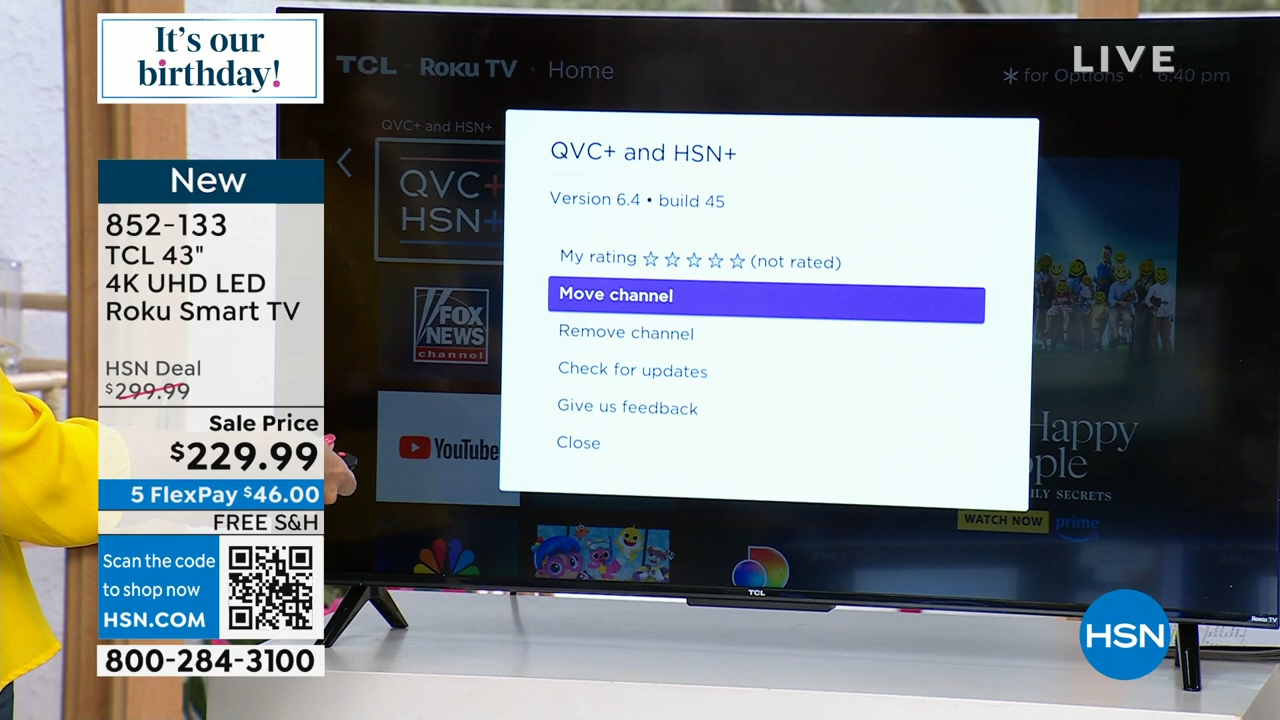 It's our
birthday!
New
852-133
TCL 43"
4K UHD LED
Roku Smart TV
HSN Deal
$299.99
Sale Price
$229.99
5 FlexPay $46.00
FREE S&H
Scan the code
to shop now
HSN.COM
800-284-3100
LIVE
TCL · Roku TV · Home
* for Options · 6:40 pm
QVC+ and HSN+
QVC+
HSN+
FOX
NEWS
channel
YouTube
QVC+ and HSN+
Version 6.4 • build 45
My rating ☆☆☆☆☆ (not rated)
Move channel
Remove channel
Check for updates
Give us feedback
Close
Happy
WATCH NOW
prime
SECRETS
TCL
Roku TV
HSN